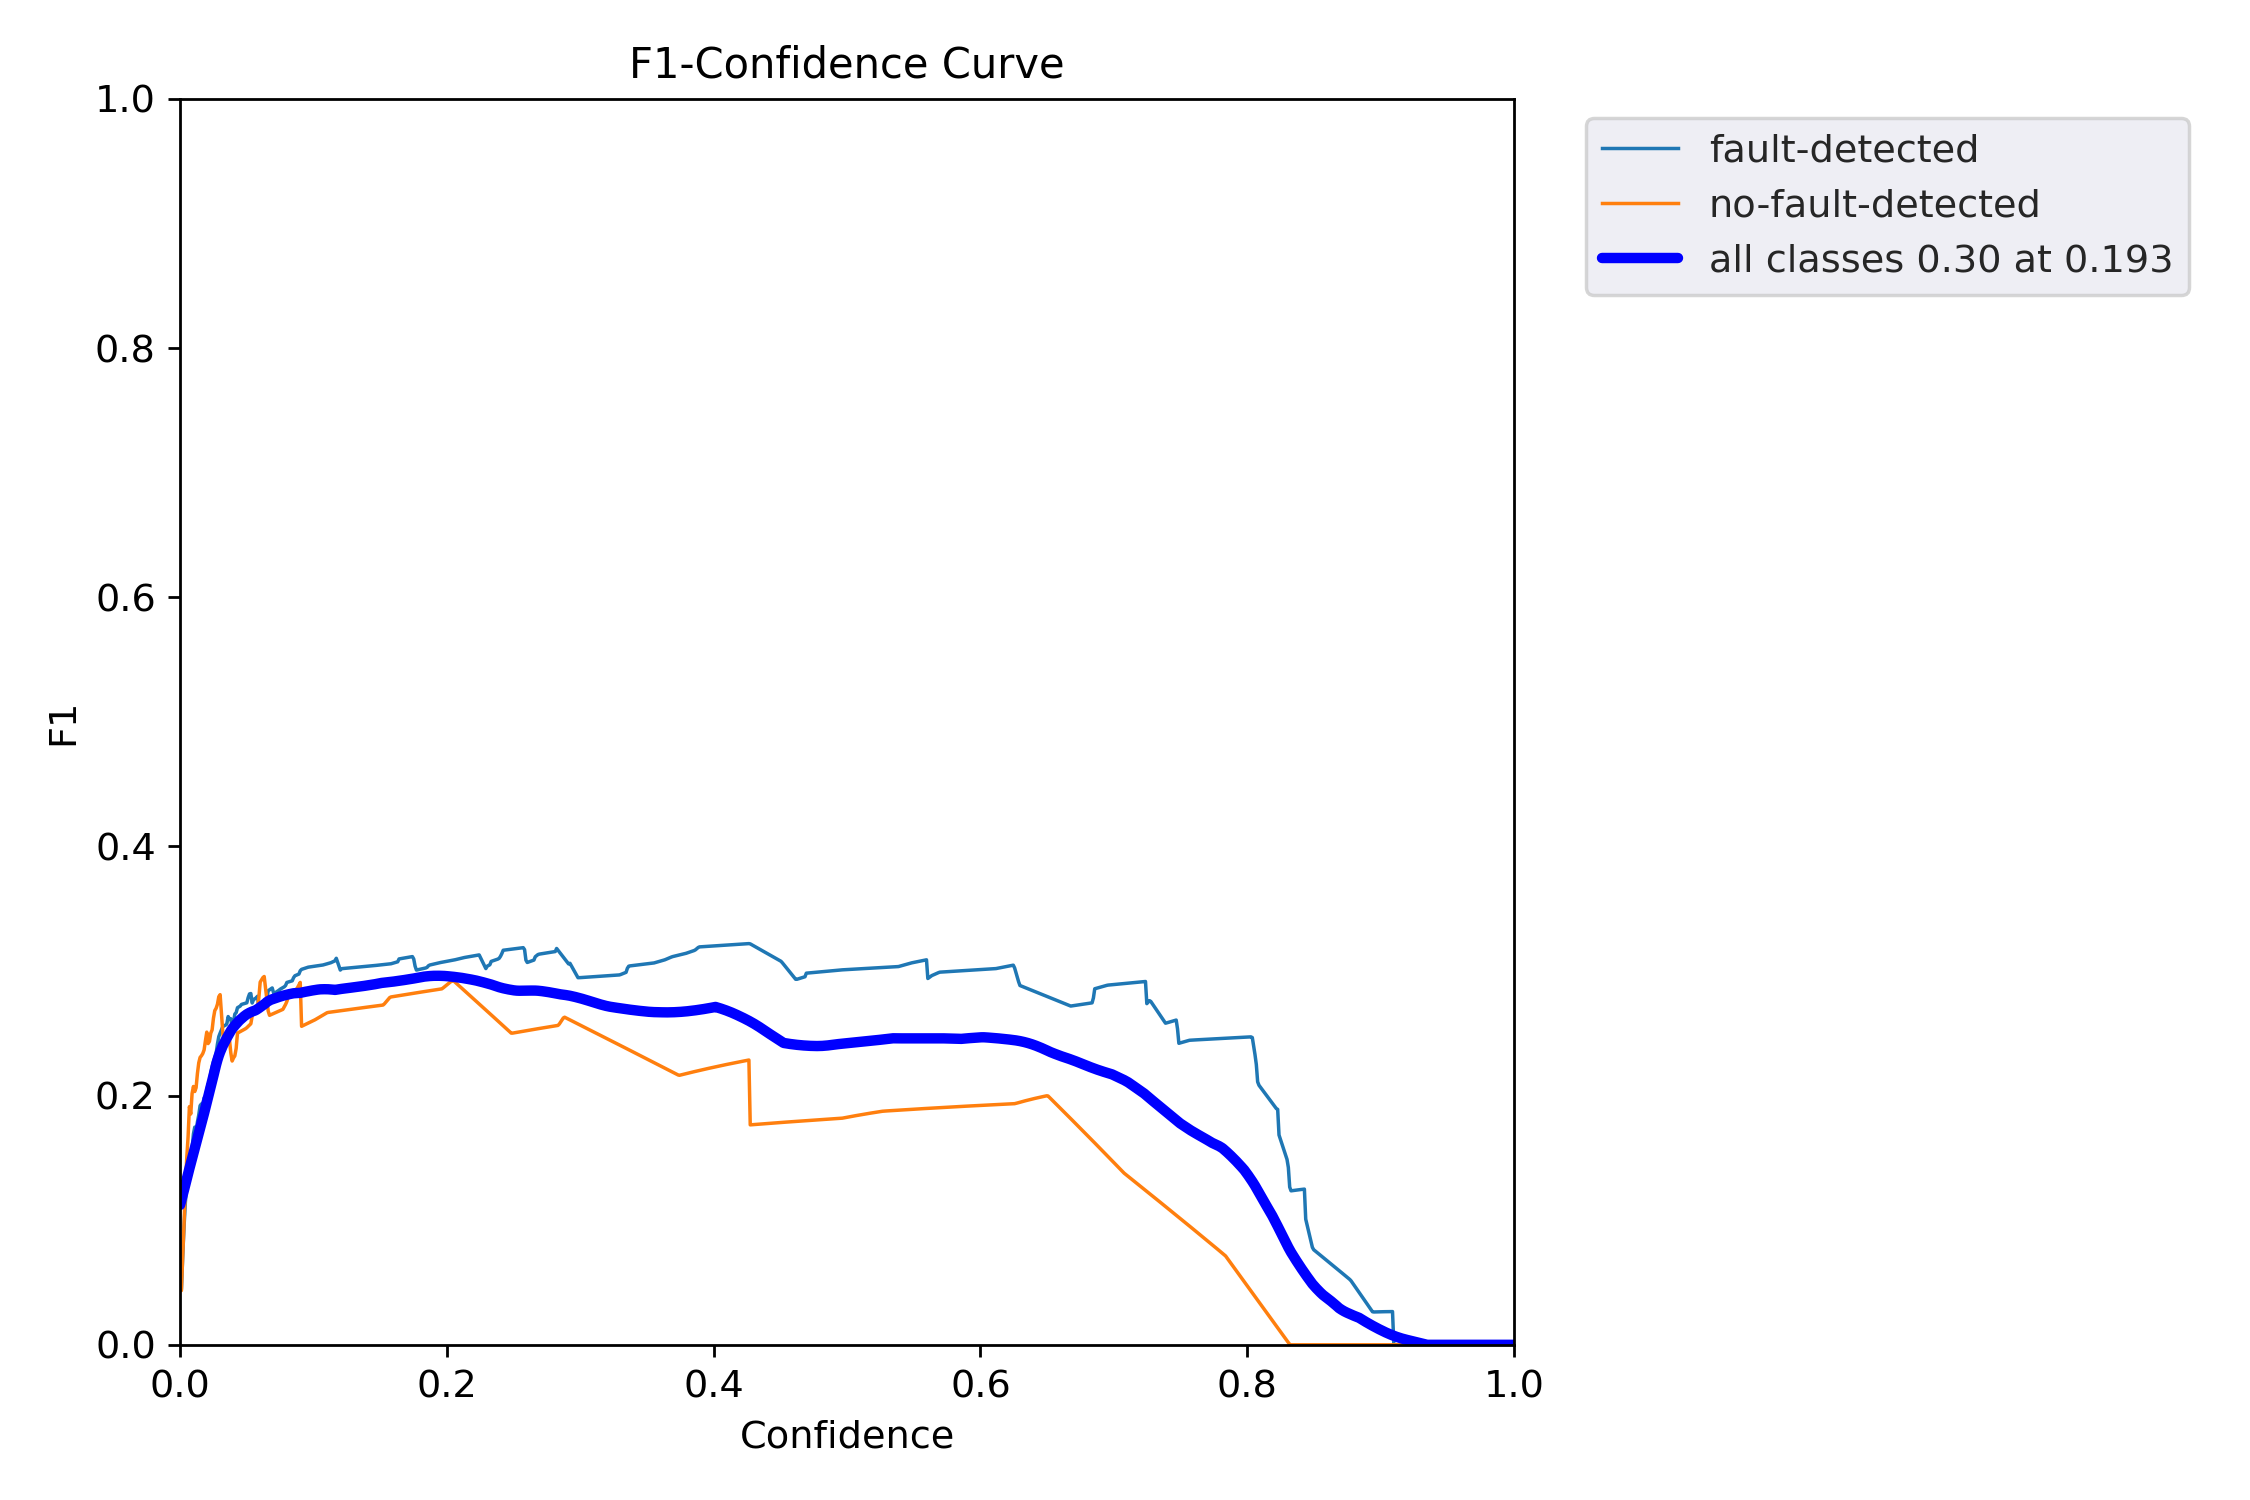 F1-Confidence Curve
1.0
0.8
0.6
0.4
0.2
0.0
F1
0.0 0.2 0.4 0.6 0.8 1.0
Confidence
fault-detected
no-fault-detected
all classes 0.30 at 0.193